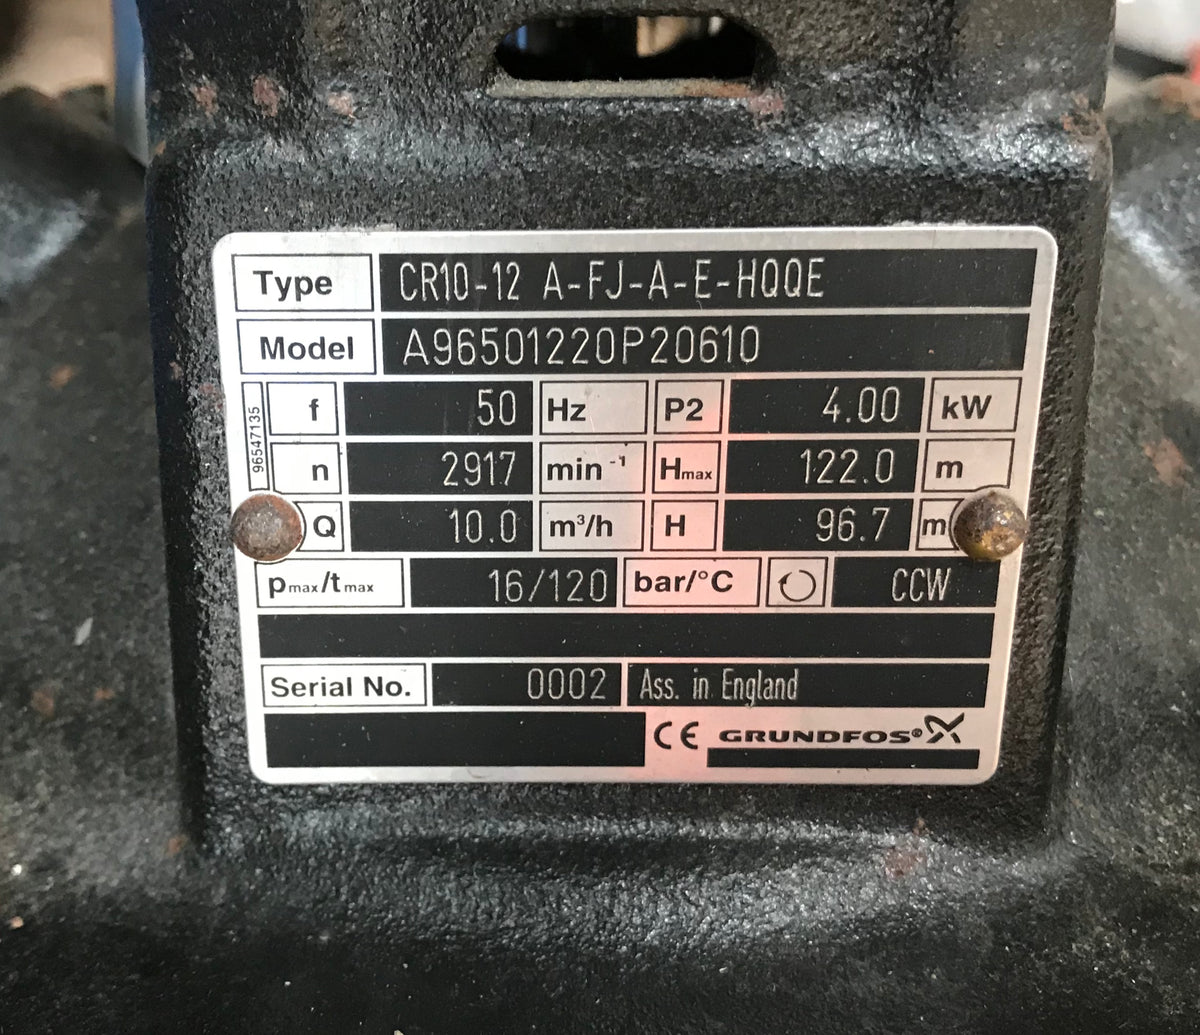 Type CR10-12 A-FJ-A-E-HQQE
Model A96501220P20610
96547135
f 50 Hz P2 4.00 kW
n 2917 min⁻¹ Hmax 122.0 m
Q 10.0 m³/h H 96.7 m
pmax/tmax 16/120 bar/°C CCW
Serial No. 0002 Ass. in England
CE GRUNDFOS®